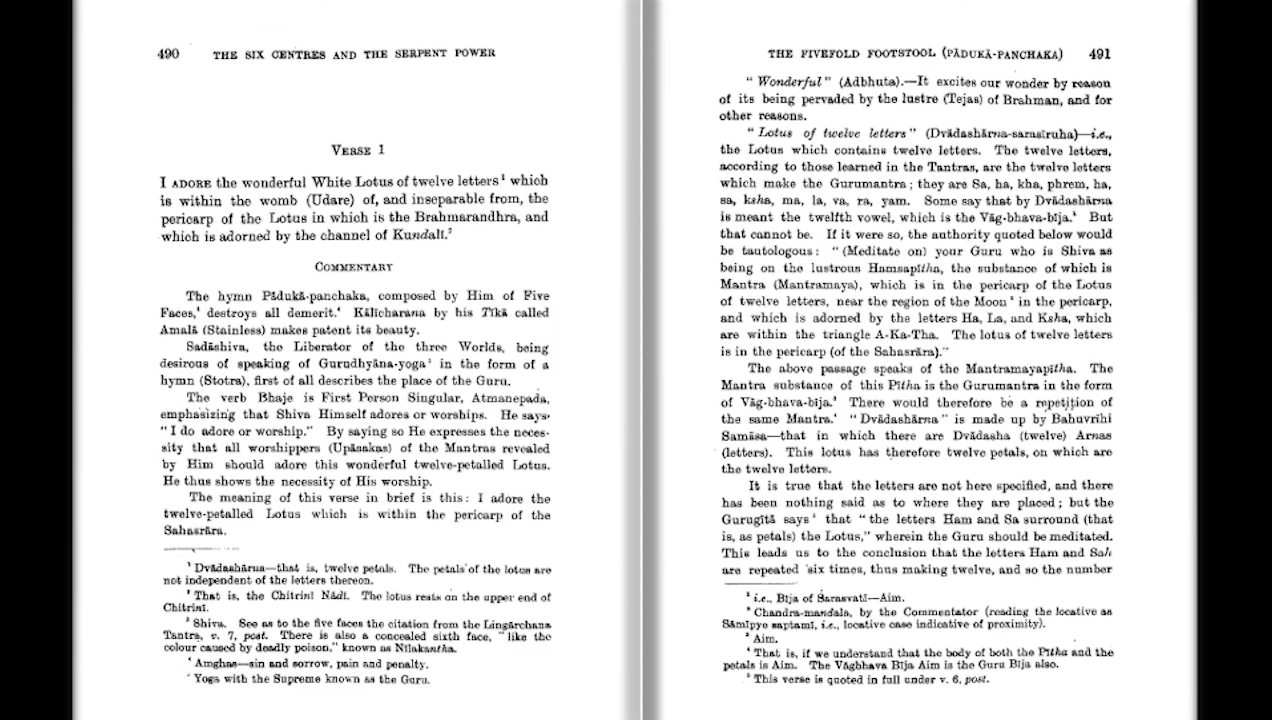 490 THE SIX CENTRES AND THE SERPENT POWER
VERSE 1
I ADORE the wonderful White Lotus of twelve letters¹ which
is within the womb (Udare) of, and inseparable from, the
pericarp of the Lotus in which is the Brahmarandhra, and
which is adorned by the channel of Kundalī.²
COMMENTARY
The hymn Pādukā-panchaka, composed by Him of Five
Faces,³ destroys all demerit.⁴ Kālīcharana by his Tīkā called
Amalā (Stainless) makes patent its beauty.
Sadāshiva, the Liberator of the three Worlds, being
desirous of speaking of Gurudhyāna-yoga⁵ in the form of a
hymn (Stotra), first of all describes the place of the Guru.
The verb Bhaje is First Person Singular, Atmanepada,
emphasizing that Shiva Himself adores or worships. He says,
"I do adore or worship." By saying so He expresses the neces-
sity that all worshippers (Upāsakas) of the Mantras revealed
by Him should adore this wonderful twelve-petalled Lotus.
He thus shows the necessity of His worship.
The meaning of this verse in brief is this: I adore the
twelve-petalled Lotus which is within the pericarp of the
Sahasrāra.
¹ Dvādashārna—that is, twelve petals. The petals of the lotus are
not independent of the letters thereon.
² That is, the Chitrinī Nādī. The lotus rests on the upper end of
Chitrinī.
³ Shiva. See as to the five faces the citation from the Lingārchana
Tantra, v. 7, post. There is also a concealed sixth face, "like the
colour caused by deadly poison," known as Nīlakantha.
⁴ Amghas—sin and sorrow, pain and penalty.
⁵ Yoga with the Supreme known as the Guru.
THE FIVEFOLD FOOTSTOOL (PĀDUKĀ-PANCHAKA) 491
"Wonderful" (Adbhuta).—It excites our wonder by reason
of its being pervaded by the lustre (Tejas) of Brahman, and for
other reasons.
"Lotus of twelve letters" (Dvādashārna-sarasīruha)—i.e.,
the Lotus which contains twelve letters. The twelve letters,
according to those learned in the Tantras, are the twelve letters
which make the Gurumantra; they are Sa, ha, kha, phrem, ha,
sa, ksha, ma, la, va, ra, yam. Some say that by Dvādashārna
is meant the twelfth vowel, which is the Vāg-bhava-bīja.¹ But
that cannot be. If it were so, the authority quoted below would
be tautologous: "(Meditate on) your Guru who is Shiva as
being on the lustrous Hamsapītha, the substance of which is
Mantra (Mantramaya), which is in the pericarp of the Lotus
of twelve letters, near the region of the Moon² in the pericarp,
and which is adorned by the letters Ha, La, and Ksha, which
are within the triangle A-Ka-Tha. The lotus of twelve letters
is in the pericarp (of the Sahasrāra)."
The above passage speaks of the Mantramayapītha. The
Mantra substance of this Pītha is the Gurumantra in the form
of Vāg-bhava-bīja.³ There would therefore be a repetition of
the same Mantra.⁴ "Dvādashārna" is made up by Bahuvrīhi
Samāsa—that in which there are Dvādasha (twelve) Arnas
(letters). This lotus has therefore twelve petals, on which are
the twelve letters.
It is true that the letters are not here specified, and there
has been nothing said as to where they are placed; but the
Gurugītā says⁵ that "the letters Ham and Sa surround (that
is, as petals) the Lotus," wherein the Guru should be meditated.
This leads us to the conclusion that the letters Ham and Sah
are repeated six times, thus making twelve, and so the number
¹ i.e., Bīja of Sarasvatī—Aim.
² Chandra-mandala, by the Commentator (reading the locative as
Sāmīpye saptamī, i.e., locative case indicative of proximity).
³ Aim.
⁴ That is, if we understand that the body of both the Pītha and the
petals is Aim. The Vāgbhava Bīja Aim is the Guru Bīja also.
⁵ This verse is quoted in full under v. 6, post.